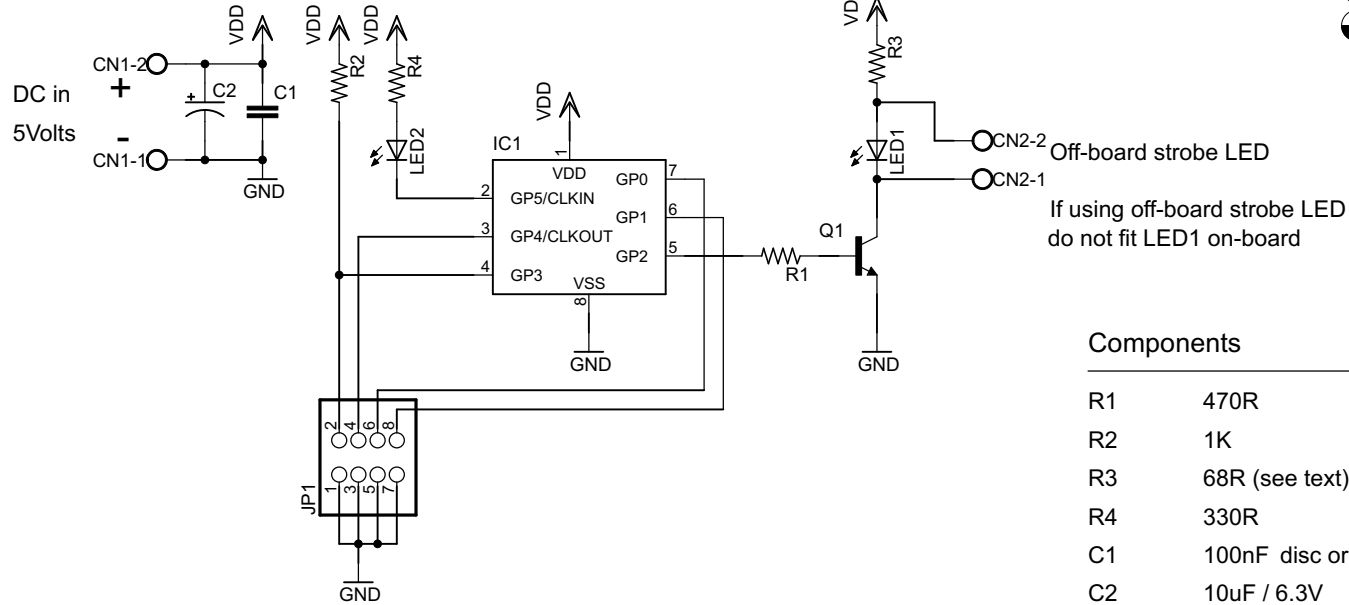 VDD
VDD
VDD
VD
CN1-2
R2
R4
R3
DC in
+
+
C2
C1
5Volts
-
CN1-1
GND
LED2
VDD
IC1
1
VDD
LED1
CN2-2
Off-board strobe LED
CN2-1
2
GP5/CLKIN
GP0
7
3
GP4/CLKOUT
GP1
6
4
GP3
GP2
5
VSS
8
R1
Q1
If using off-board strobe LED
do not fit LED1 on-board
GND
GND
2
4
6
8
JP1
1
3
5
7
GND
Components
R1 470R
R2 1K
R3 68R (see text)
R4 330R
C1 100nF disc or
C2 10uF / 6.3V